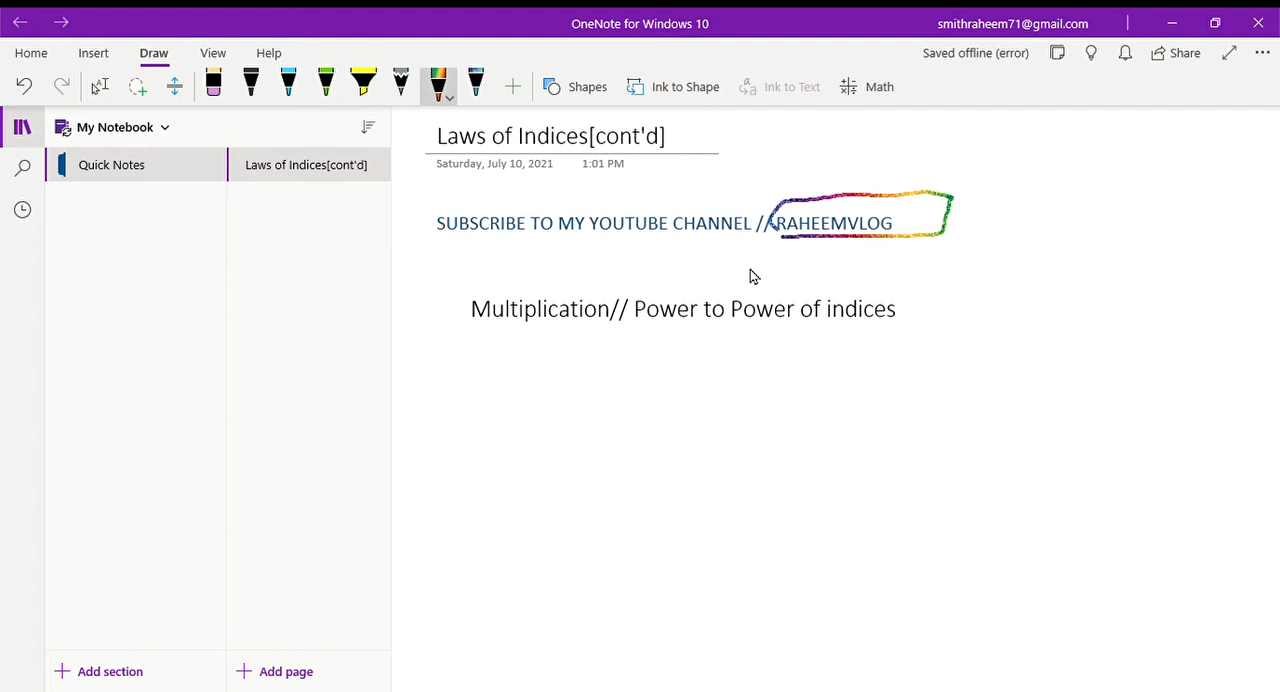 OneNote for Windows 10
smithraheem71@gmail.com
Home Insert Draw View Help
Saved offline (error)
Share
Shapes
Ink to Shape
Ink to Text
Math
My Notebook
Quick Notes
Laws of Indices[cont'd]
Laws of Indices[cont'd]
Saturday, July 10, 2021 1:01 PM
SUBSCRIBE TO MY YOUTUBE CHANNEL // RAHEEMVLOG
Multiplication// Power to Power of indices
Add section
Add page